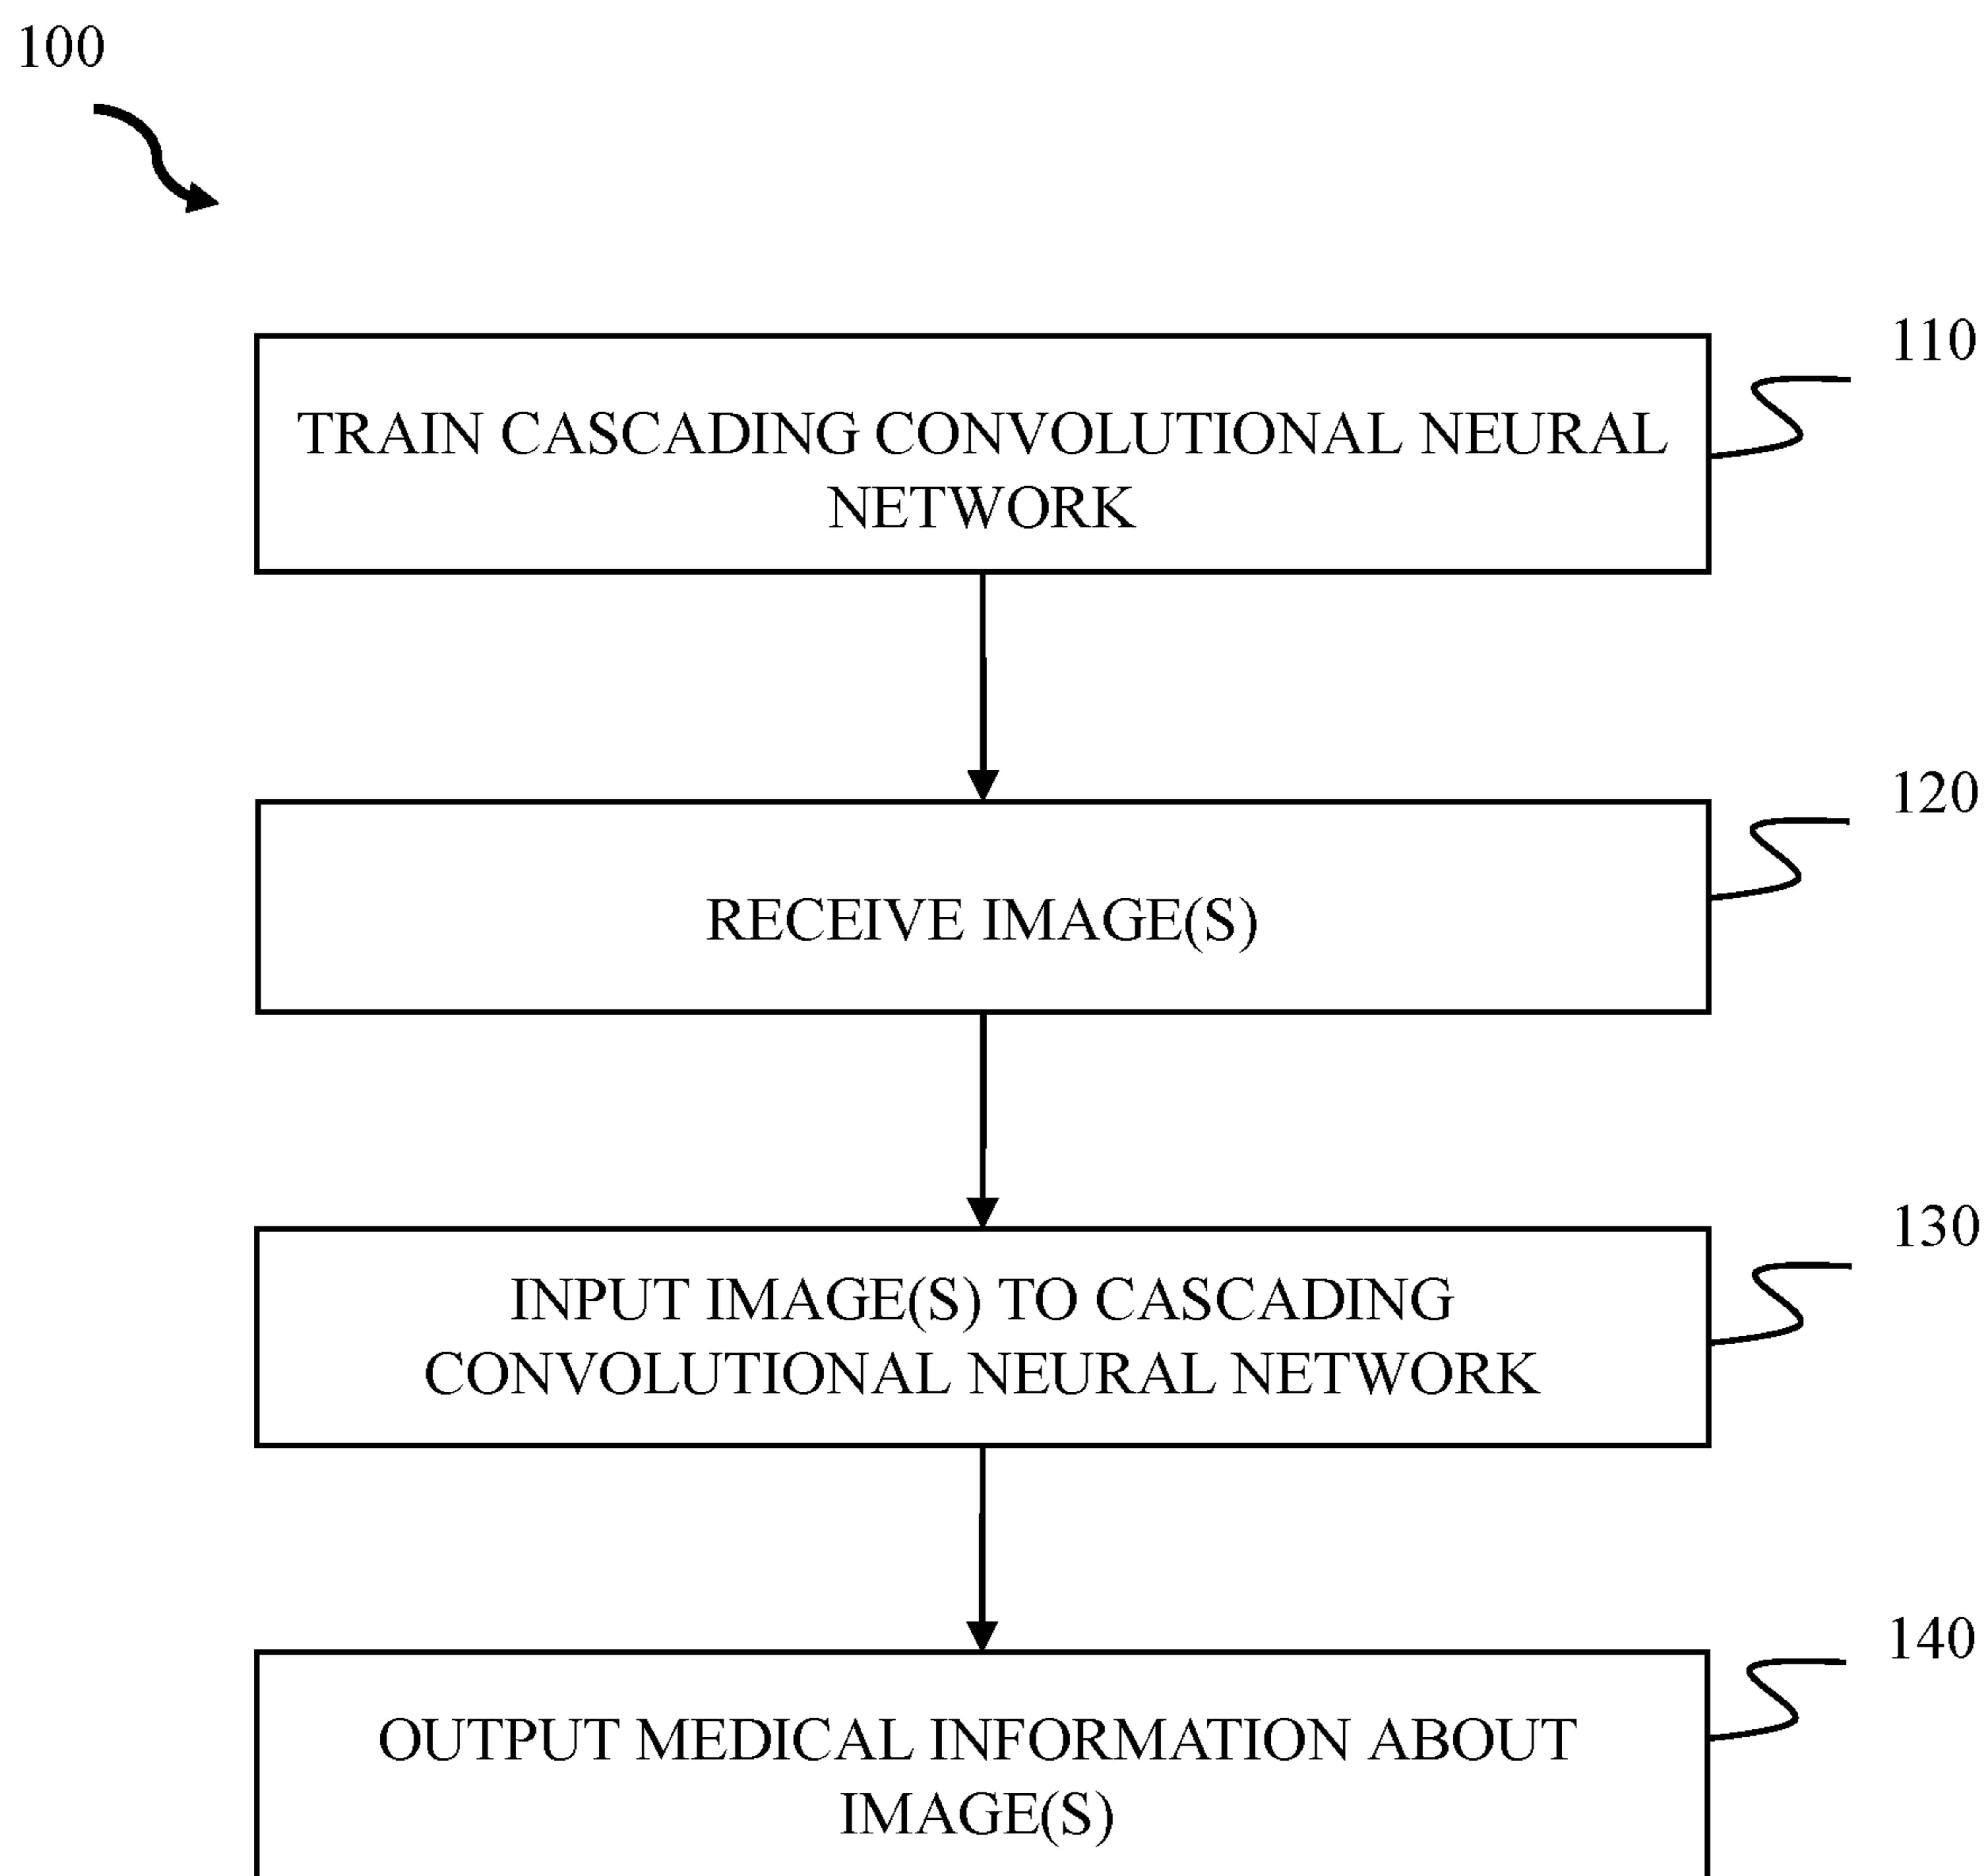 100
110
TRAIN CASCADING CONVOLUTIONAL NEURAL
NETWORK
120
RECEIVE IMAGE(S)
130
INPUT IMAGE(S) TO CASCADING
CONVOLUTIONAL NEURAL NETWORK
140
OUTPUT MEDICAL INFORMATION ABOUT
IMAGE(S)